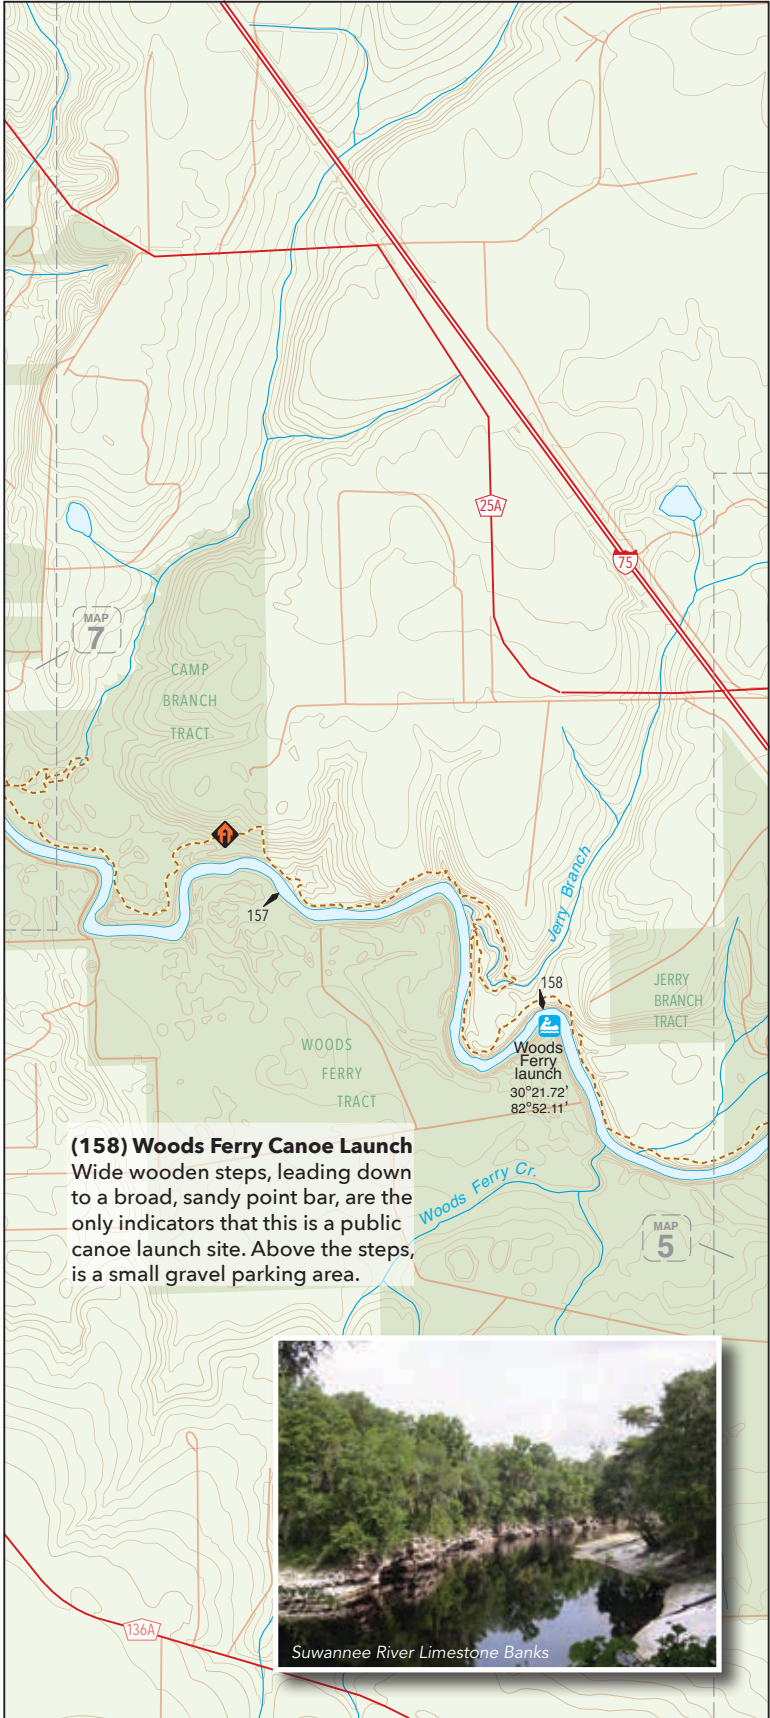 25A
75
MAP
7
CAMP
BRANCH
TRACT
157
Jerry Branch
158
JERRY
BRANCH
TRACT
Woods
Ferry
launch
30°21.72'
82°52.11'
WOODS
FERRY
TRACT
(158) Woods Ferry Canoe Launch
Wide wooden steps, leading down
to a broad, sandy point bar, are the
only indicators that this is a public
canoe launch site. Above the steps,
is a small gravel parking area.
Woods Ferry Cr.
MAP
5
136A
Suwannee River Limestone Banks